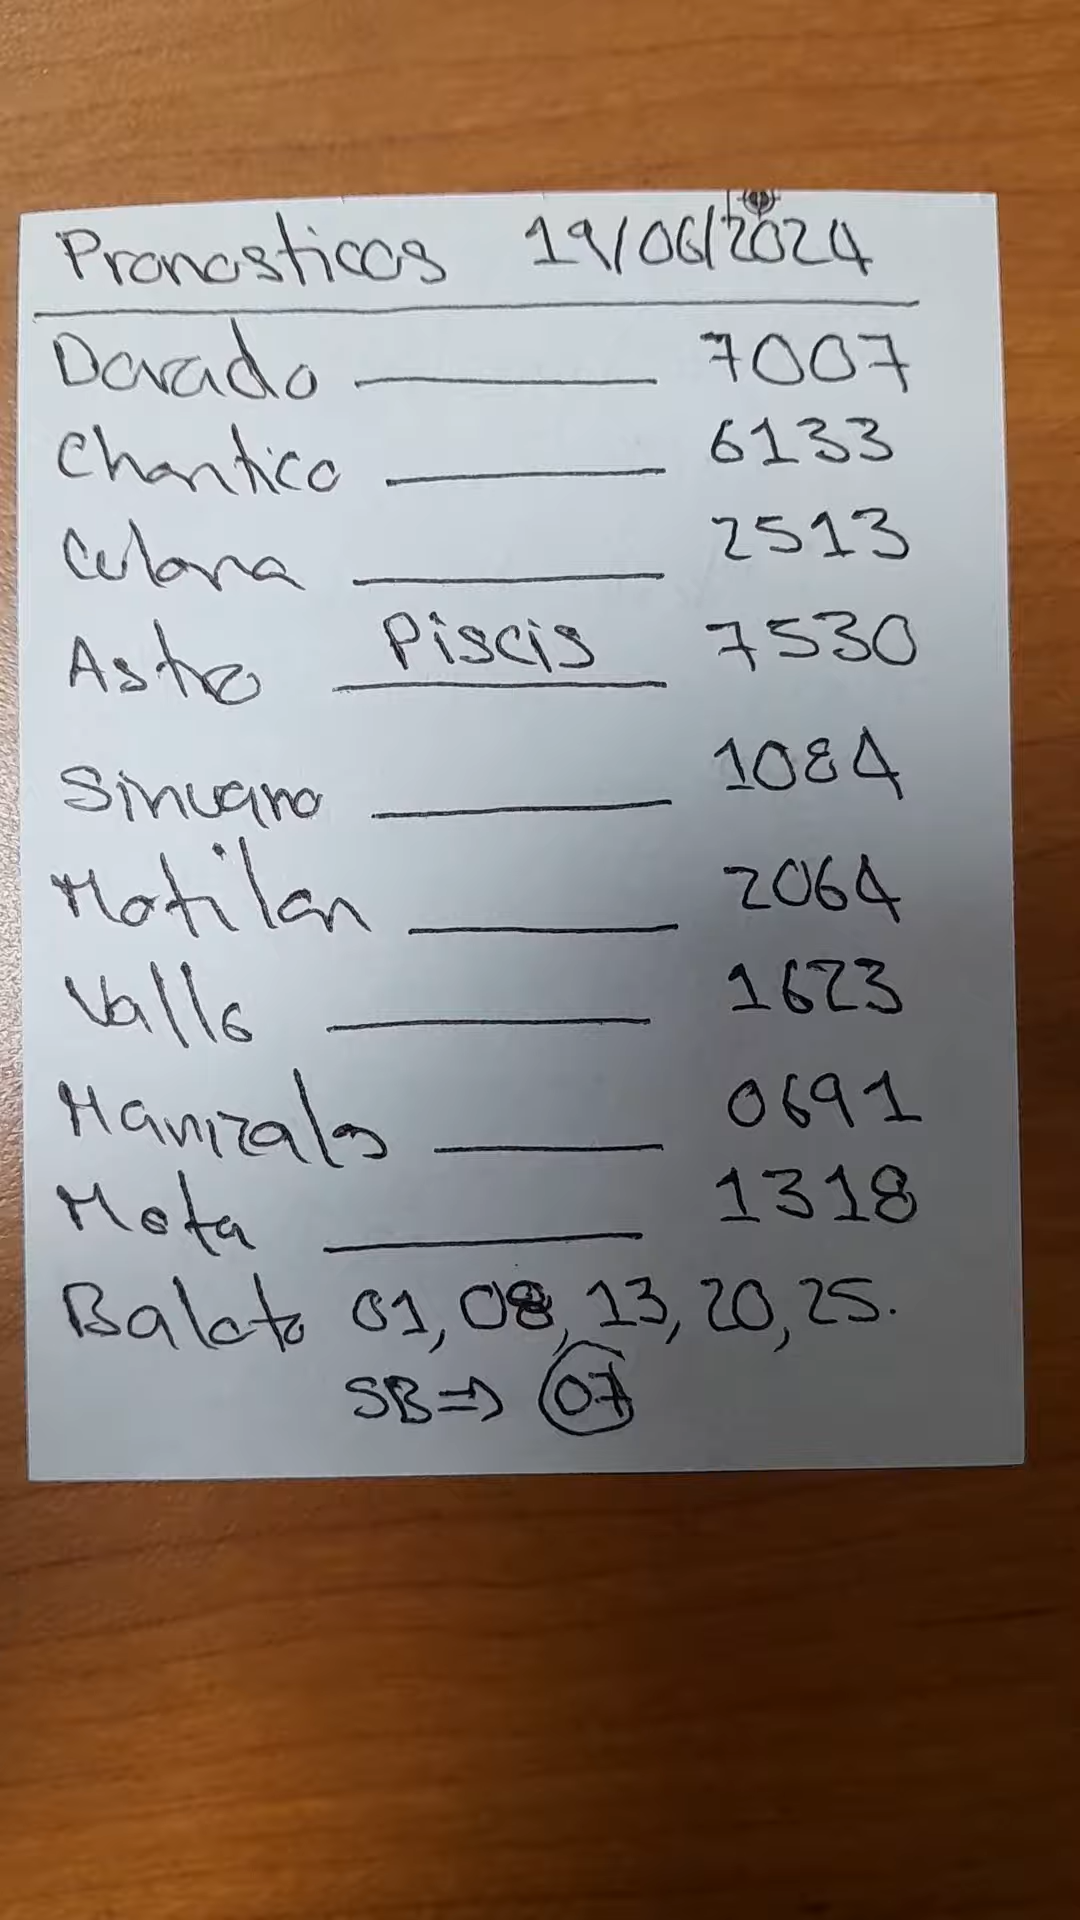 Pronosticos 19/06/2024
Dorado 7007
Chontico 6133
Culona 2513
Astro Piscis 7530
Sinuano 1084
Motilon 2064
Valle 1623
Manizales 0691
Meta 1318
Baloto 01, 08, 13, 20, 25.
SB⇒ 07